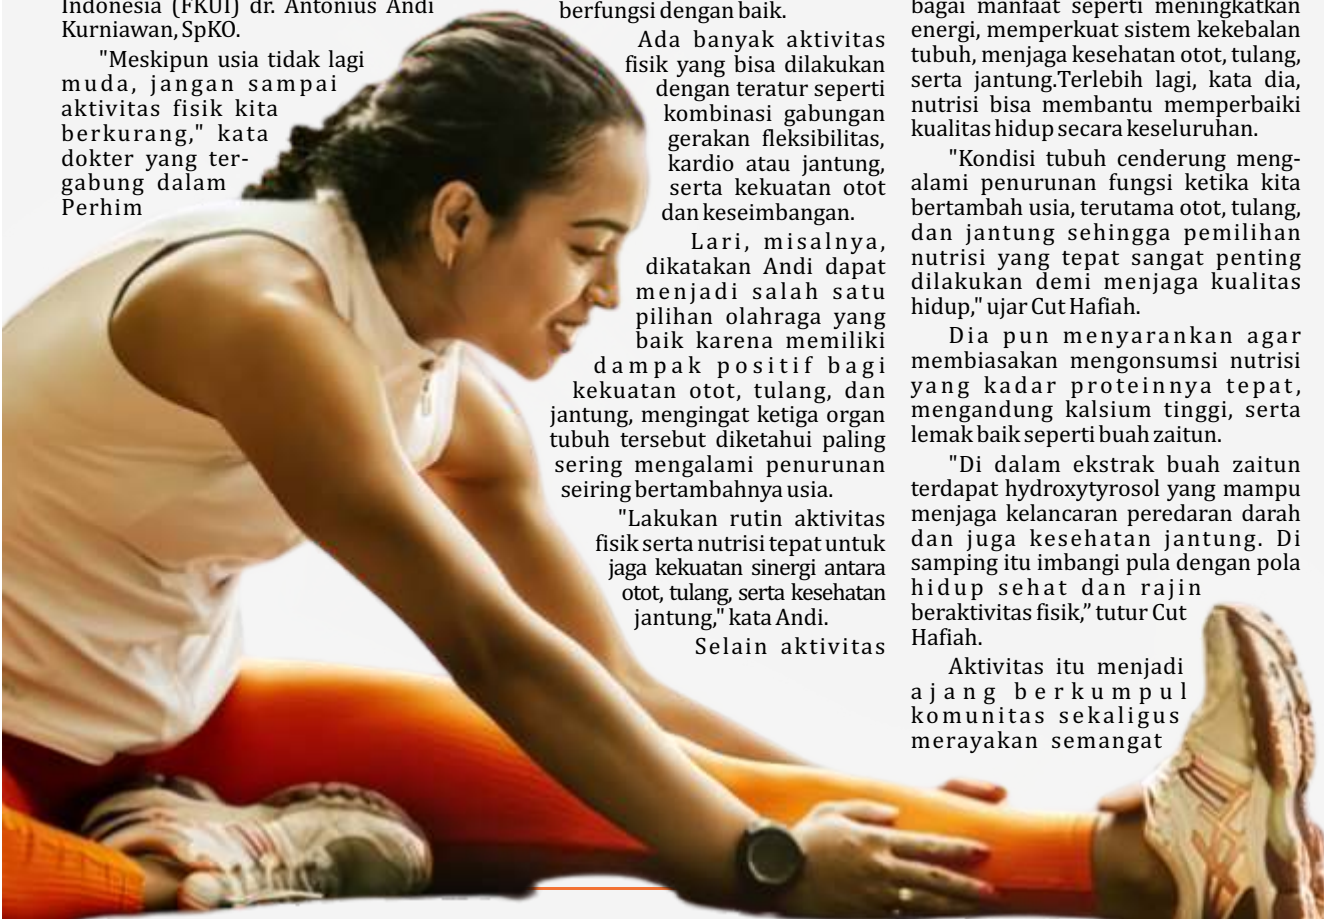 Indonesia (FKUI) dr. Antonius Andi
Kurniawan, SpKO.
"Meskipun usia tidak lagi
muda, jangan sampai
aktivitas fisik kita
berkurang," kata
dokter yang ter-
gabung dalam
Perhim
berfungsi dengan baik.
Ada banyak aktivitas
fisik yang bisa dilakukan
dengan teratur seperti
kombinasi gabungan
gerakan fleksibilitas,
kardio atau jantung,
serta kekuatan otot
dan keseimbangan.
Lari, misalnya,
dikatakan Andi dapat
menjadi salah satu
pilihan olahraga yang
baik karena memiliki
dampak positif bagi
kekuatan otot, tulang, dan
jantung, mengingat ketiga organ
tubuh tersebut diketahui paling
sering mengalami penurunan
seiring bertambahnya usia.
"Lakukan rutin aktivitas
fisik serta nutrisi tepat untuk
jaga kekuatan sinergi antara
otot, tulang, serta kesehatan
jantung," kata Andi.
Selain aktivitas
bagai manfaat seperti meningkatkan
energi, memperkuat sistem kekebalan
tubuh, menjaga kesehatan otot, tulang,
serta jantung.Terlebih lagi, kata dia,
nutrisi bisa membantu memperbaiki
kualitas hidup secara keseluruhan.
"Kondisi tubuh cenderung meng-
alami penurunan fungsi ketika kita
bertambah usia, terutama otot, tulang,
dan jantung sehingga pemilihan
nutrisi yang tepat sangat penting
dilakukan demi menjaga kualitas
hidup," ujar Cut Hafiah.
Dia pun menyarankan agar
membiasakan mengonsumsi nutrisi
yang kadar proteinnya tepat,
mengandung kalsium tinggi, serta
lemak baik seperti buah zaitun.
"Di dalam ekstrak buah zaitun
terdapat hydroxytyrosol yang mampu
menjaga kelancaran peredaran darah
dan juga kesehatan jantung. Di
samping itu imbangi pula dengan pola
hidup sehat dan rajin
beraktivitas fisik,” tutur Cut
Hafiah.
Aktivitas itu menjadi
ajang berkumpul
komunitas sekaligus
merayakan semangat